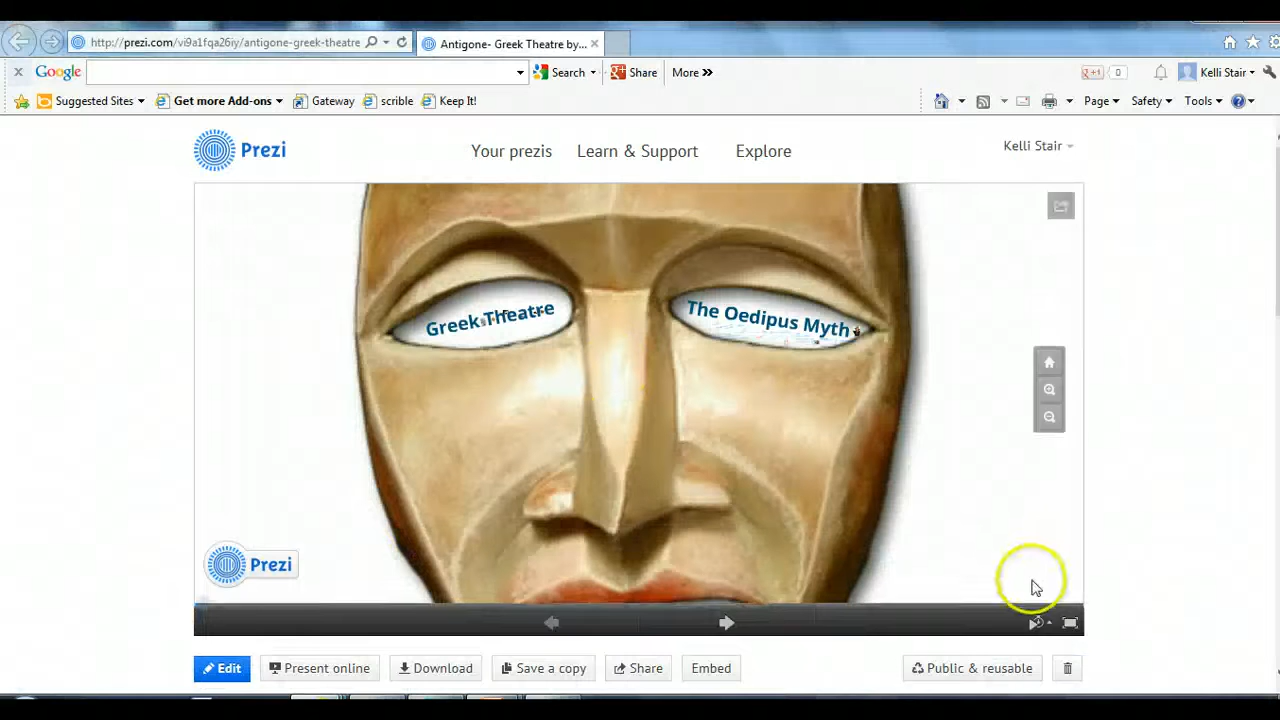 http://prezi.com/vi9a1fqa26iy/antigone-greek-theatre
Antigone- Greek Theatre by...
Google
Search
Share
More »
+1
0
Kelli Stair
Suggested Sites
Get more Add-ons
Gateway
scrible
Keep It!
Page
Safety
Tools
Prezi
Your prezis
Learn & Support
Explore
Kelli Stair
Greek Theatre
The Oedipus Myth
Prezi
Edit
Present online
Download
Save a copy
Share
Embed
Public & reusable